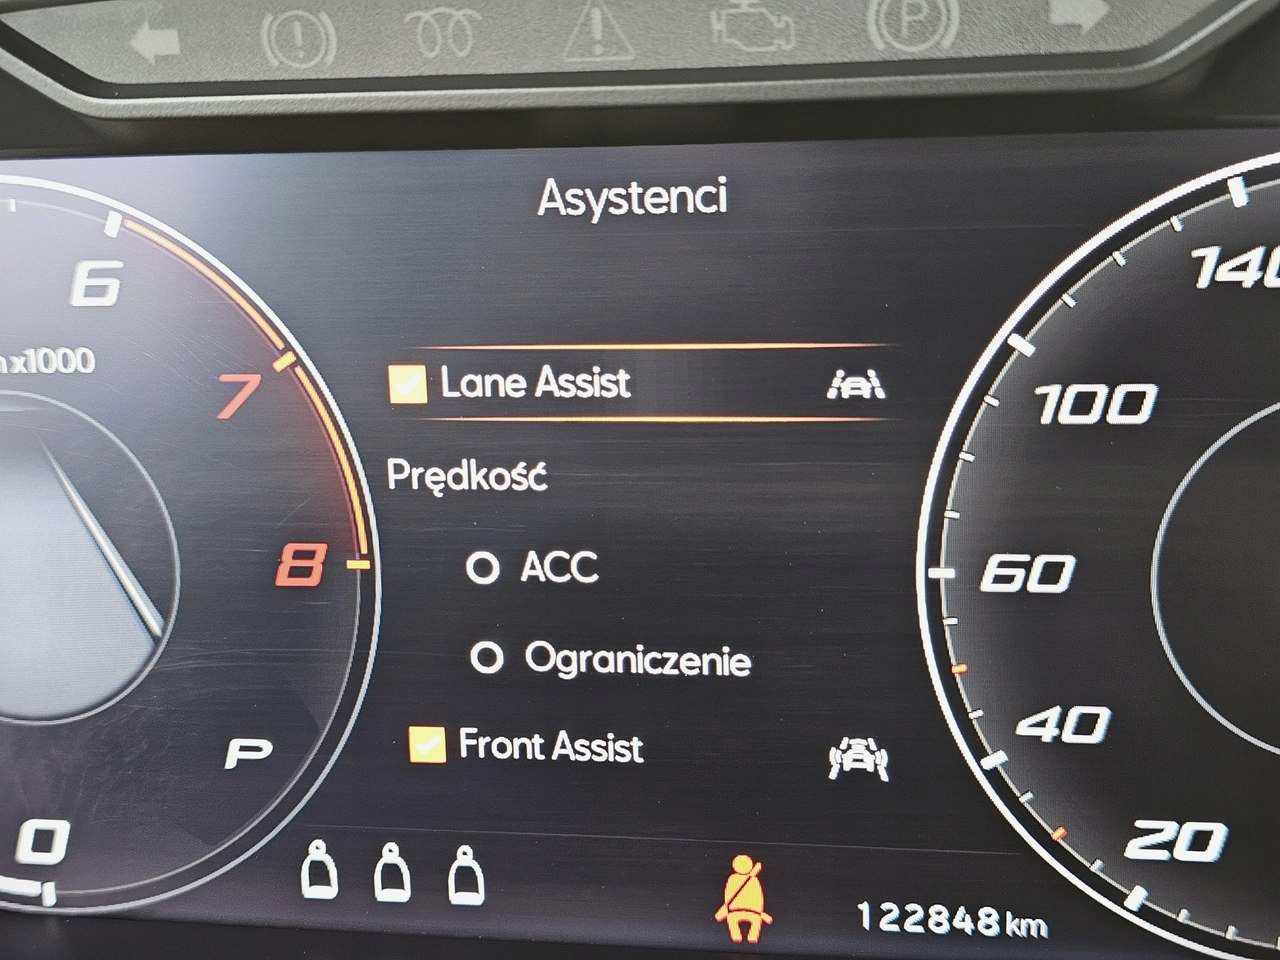 Asystenci
6
x1000
7
8
P
0
Lane Assist
Prędkość
ACC
Ograniczenie
Front Assist
100
60
40
20
122848 km
P